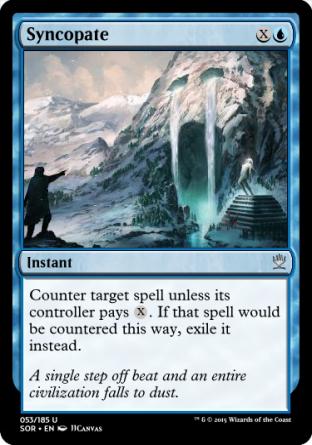 Syncopate X
Instant
Counter target spell unless its
controller pays X. If that spell would
be countered this way, exile it
instead.
A single step off beat and an entire
civilization falls to dust.
053/185 U
SOR • EN 11Canvas
™ & © 2015 Wizards of the Coast